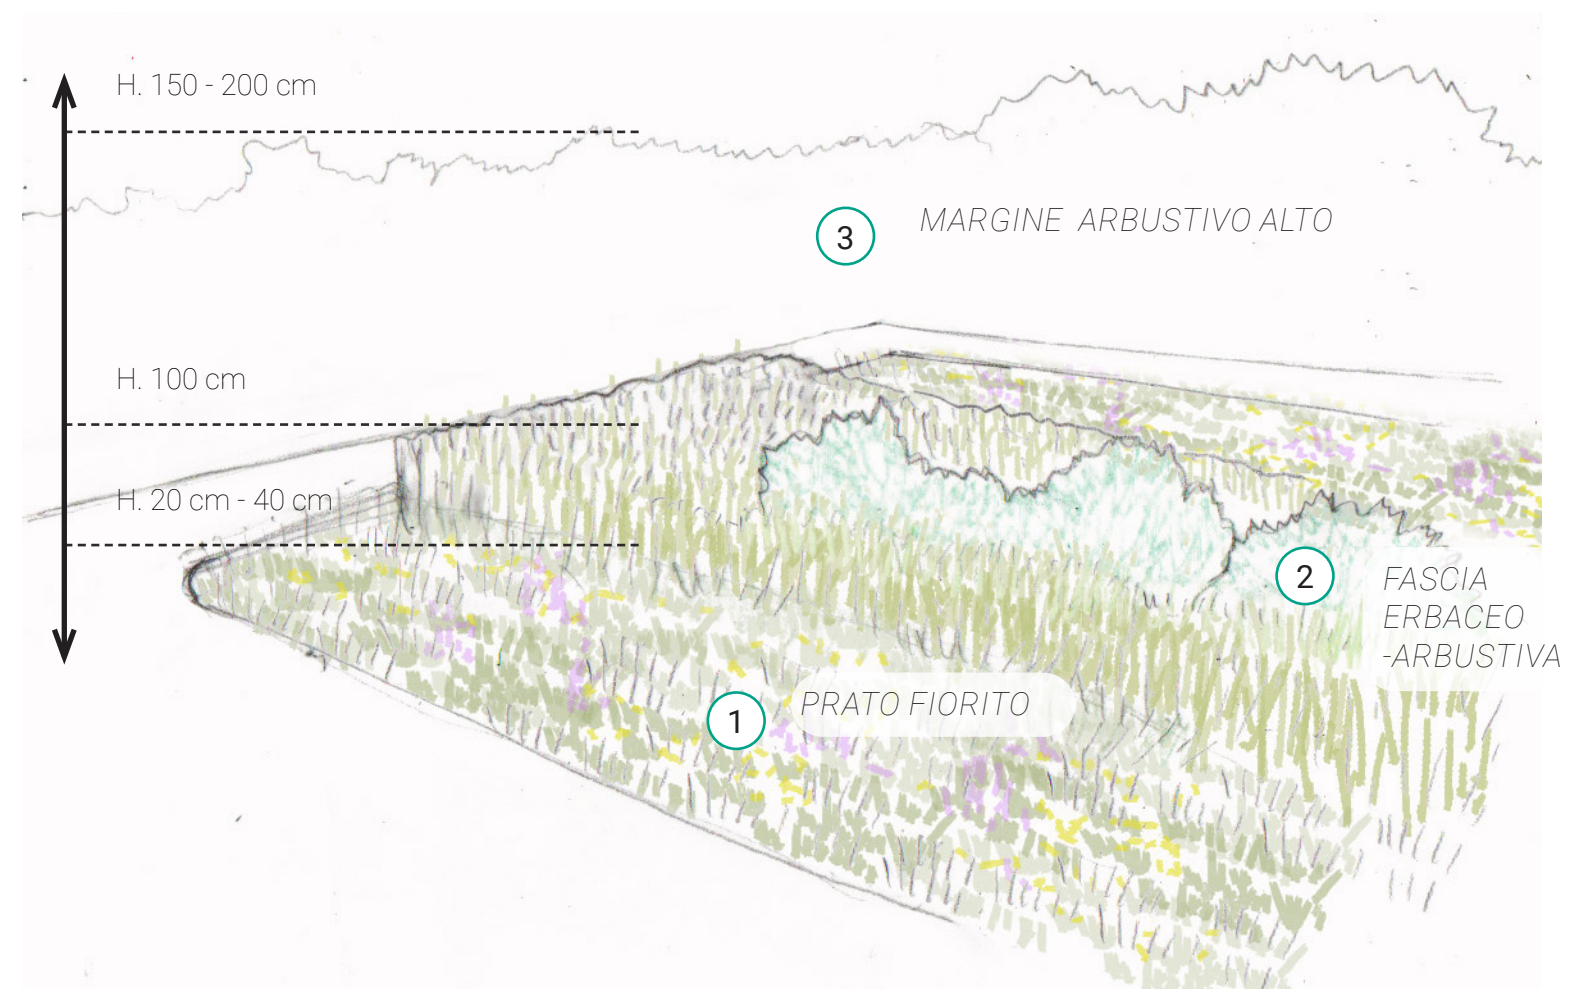 H. 150 - 200 cm
3
MARGINE ARBUSTIVO ALTO
H. 100 cm
H. 20 cm - 40 cm
2
FASCIA
ERBACEO
-ARBUSTIVA
1
PRATO FIORITO